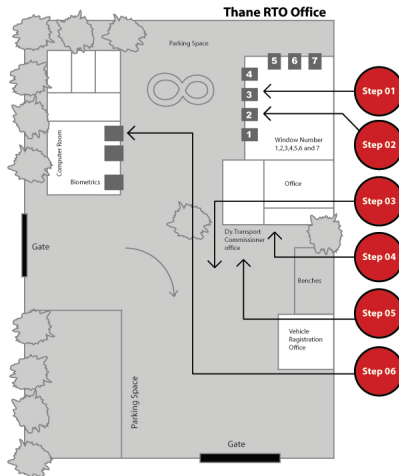 Thane RTO Office
Parking Space
5 6 7
4
3
2
1
Window Number
1,2,3,4,5,6 and 7
Step 01
Step 02
Computer Room
Biometrics
Office
Step 03
Dy.Transport
Commissioner
office
Step 04
Gate
Benches
Step 05
Vehicle
Ragistration
Office
Step 06
Parking Space
Gate